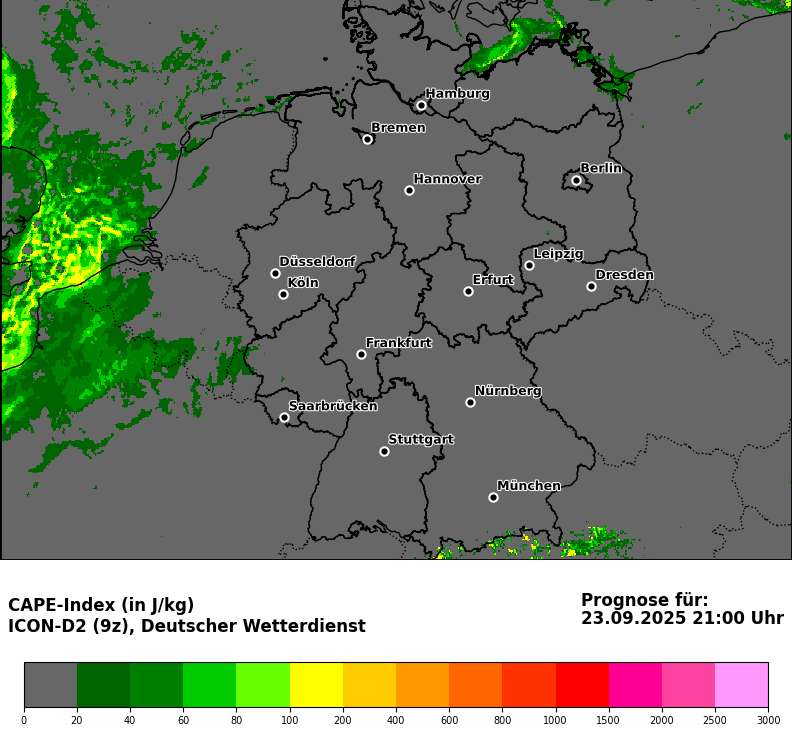 Hamburg
Bremen
Berlin
Hannover
Leipzig
Düsseldorf
Dresden
Köln
Erfurt
Frankfurt
Nürnberg
Saarbrücken
Stuttgart
München
CAPE-Index (in J/kg)
ICON-D2 (9z), Deutscher Wetterdienst
Prognose für:
23.09.2025 21:00 Uhr
0 20 40 60 80 100 200 400 600 800 1000 1500 2000 2500 3000